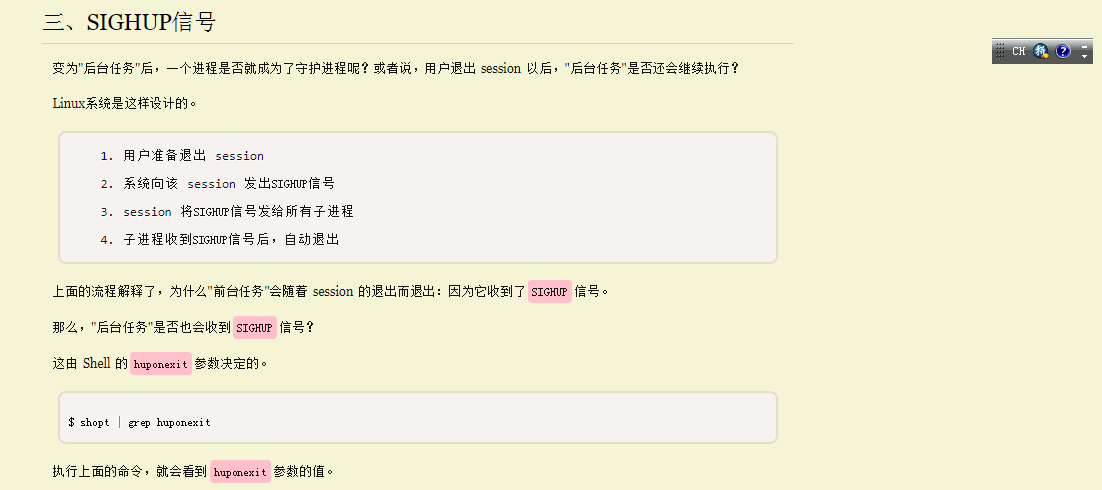 三、SIGHUP信号
CH
变为"后台任务"后，一个进程是否就成为了守护进程呢？或者说，用户退出 session 以后，"后台任务"是否还会继续执行？
Linux系统是这样设计的。
1. 用户准备退出 session
2. 系统向该 session 发出SIGHUP信号
3. session 将SIGHUP信号发给所有子进程
4. 子进程收到SIGHUP信号后，自动退出
上面的流程解释了，为什么"前台任务"会随着 session 的退出而退出：因为它收到了 SIGHUP 信号。
那么，"后台任务"是否也会收到 SIGHUP 信号？
这由 Shell 的 huponexit 参数决定的。
$ shopt | grep huponexit
执行上面的命令，就会看到 huponexit 参数的值。